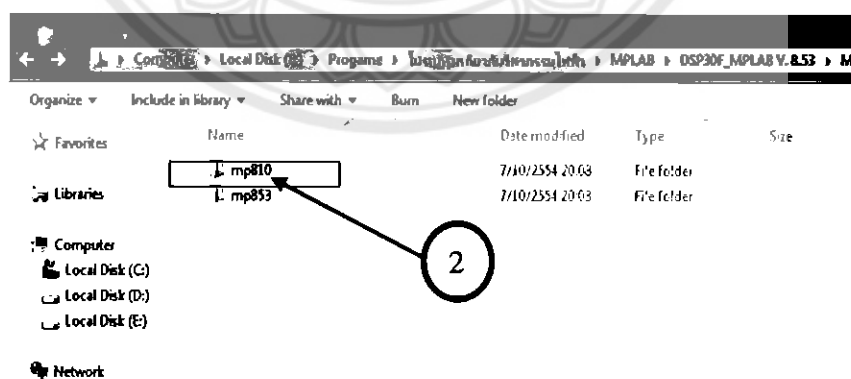 Computer › Local Disk › Programs › MPLAB › DSP30F_MPLAB V.8.53 › M
Organize Include in library Share with Burn New folder
Favorites Name Date modified Type Size
mp810 7/10/2554 20:03 File folder
Libraries mp853 7/10/2554 20:03 File folder
Computer
2
Local Disk (C:)
Local Disk (D:)
Local Disk (E:)
Network